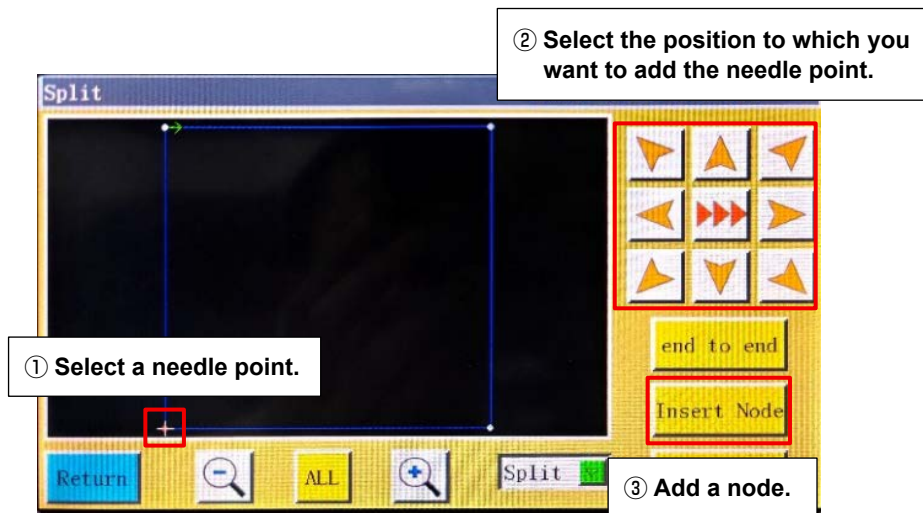 ② Select the position to which you
want to add the needle point.
Split
① Select a needle point.
end to end
Insert Node
Return
ALL
Split
③ Add a node.